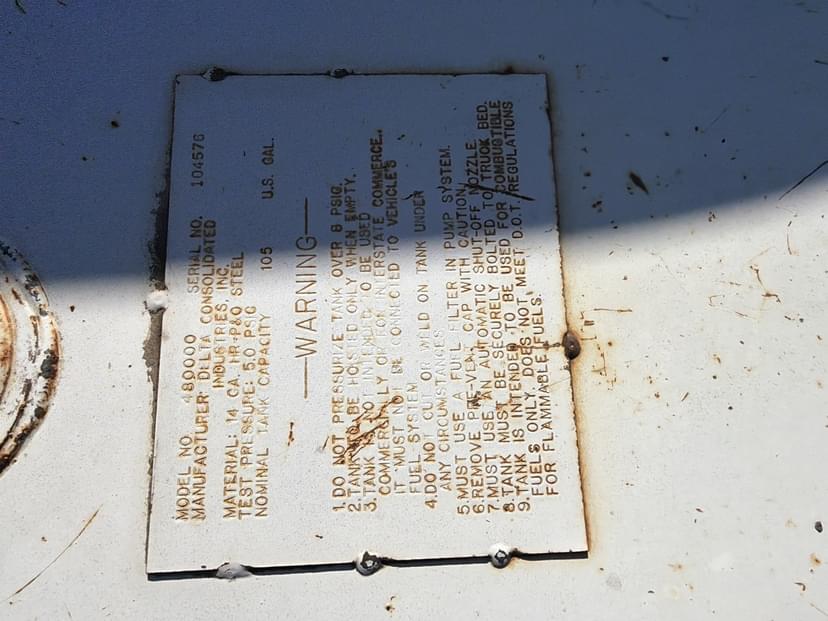 MODEL NO. 480000 SERIAL NO. 104576
MANUFACTURER: DELTA CONSOLIDATED
INDUSTRIES, INC.
MATERIAL: 14 GA. HR-P&O STEEL
TEST PRESSURE: 5.0 PSIG
NOMINAL TANK CAPACITY 105 U.S. GAL.
—WARNING—
1. DO NOT PRESSURIZE TANK OVER 8 PSIG.
2. TANK TO BE HOISTED ONLY WHEN EMPTY.
3. TANK IS NOT INTENDED TO BE USED
COMMERCIALLY OR FOR INTERSTATE COMMERCE.
IT MUST NOT BE CONNECTED TO VEHICLE'S
FUEL SYSTEM
4. DO NOT CUT OR WELD ON TANK UNDER
ANY CIRCUMSTANCES
5. MUST USE A FUEL FILTER IN PUMP SYSTEM.
6. REMOVE PRE-VENT CAP WITH CAUTION
7. MUST USE AN AUTOMATIC SHUT-OFF NOZZLE
8. TANK MUST BE SECURELY BOLTED TO TRUCK BED.
9. TANK IS INTENDED TO BE USED FOR COMBUSTIBLE
FUELS ONLY DOES NOT MEET D.O.T. REGULATIONS
FOR FLAMMABLE FUELS.